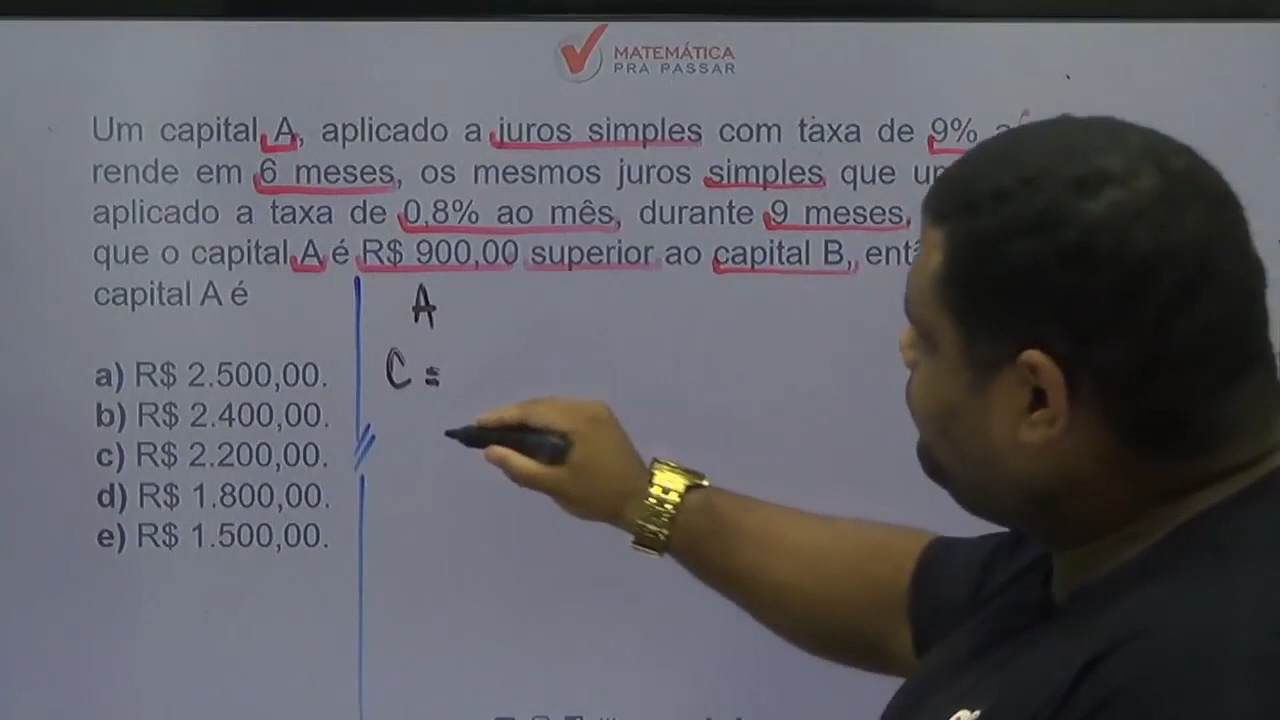 MATEMÁTICA
PRA PASSAR
Um capital A, aplicado a juros simples com taxa de 9%
rende em 6 meses, os mesmos juros simples que
aplicado a taxa de 0,8% ao mês, durante 9 meses,
que o capital A é R$ 900,00 superior ao capital B,
capital A é
A
C =
a) R$ 2.500,00.
b) R$ 2.400,00.
c) R$ 2.200,00.
d) R$ 1.800,00.
e) R$ 1.500,00.